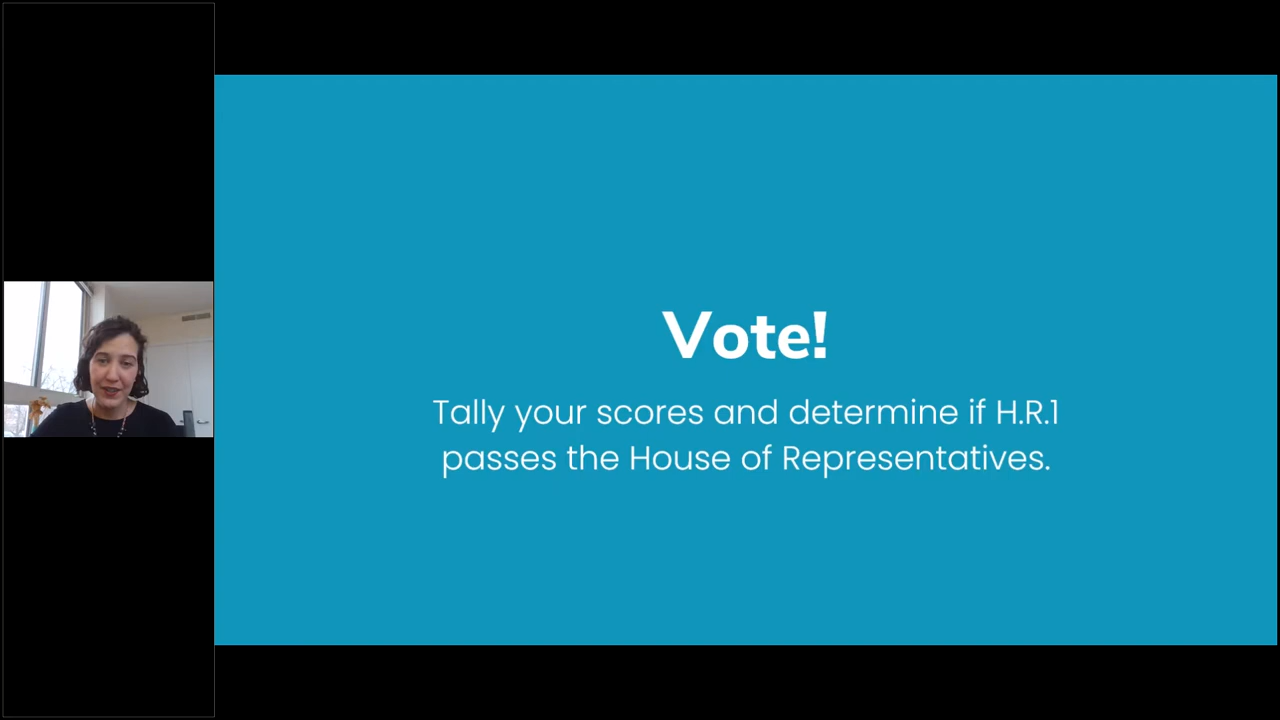 Vote!
Tally your scores and determine if H.R.1
passes the House of Representatives.